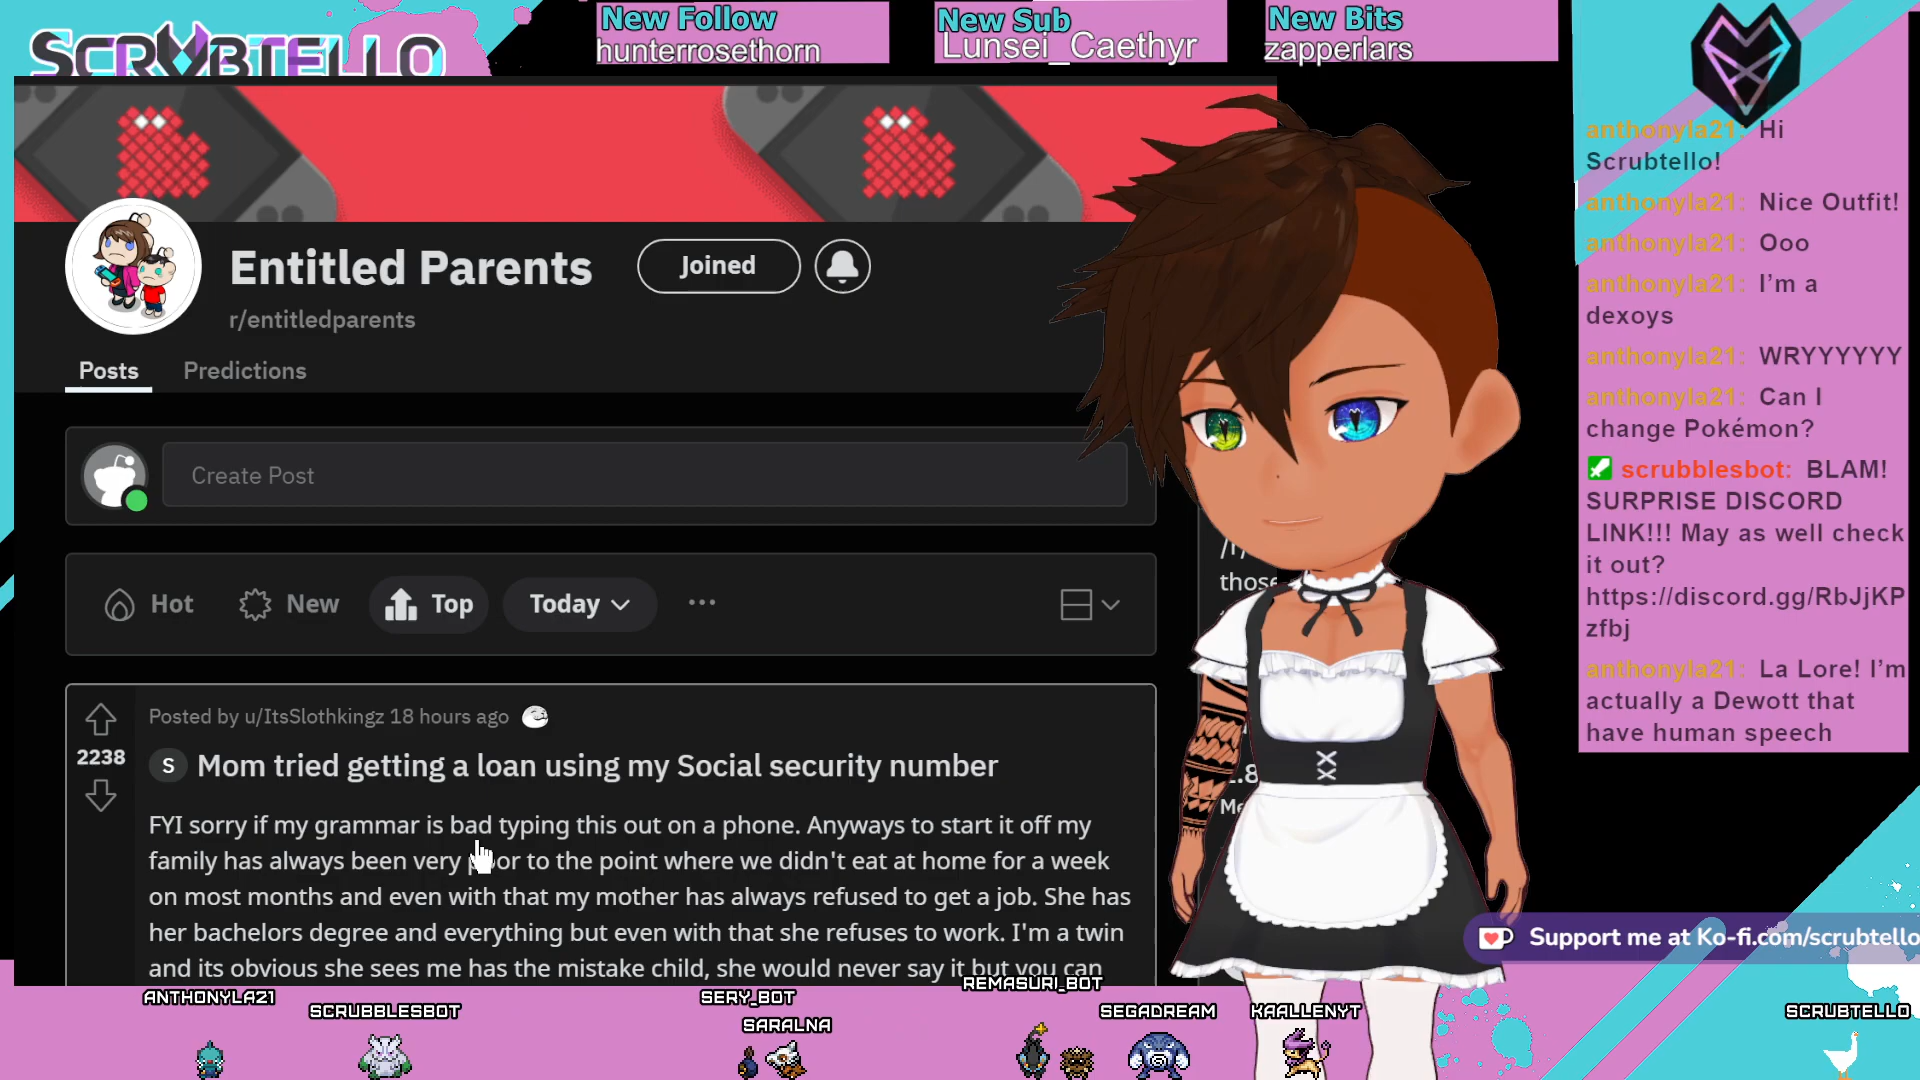 SCRUBTELLO
New Follow
hunterrosethorn
New Sub
Lunsei_Caethyr
New Bits
zapperlars
Entitled Parents
Joined
r/entitledparents
Posts
Predictions
Create Post
Hot
New
Top
Today
Posted by u/ItsSlothkingz 18 hours ago
2238
S
Mom tried getting a loan using my Social security number
FYI sorry if my grammar is bad typing this out on a phone. Anyways to start it off my
family has always been very poor to the point where we didn't eat at home for a week
on most months and even with that my mother has always refused to get a job. She has
her bachelors degree and everything but even with that she refuses to work. I'm a twin
and its obvious she sees me has the mistake child, she would never say it but you can
those
anthonyla21: Hi
Scrubtello!
anthonyla21: Nice Outfit!
anthonyla21: Ooo
anthonyla21: I'm a
dexoys
anthonyla21: WRYYYYYY
anthonyla21: Can I
change Pokémon?
scrubblesbot: BLAM!
SURPRISE DISCORD
LINK!!! May as well check
it out?
https://discord.gg/RbJjKP
zfbj
anthonyla21: La Lore! I'm
actually a Dewott that
have human speech
Support me at Ko-fi.com/scrubtello
ANTHONYLA21
SCRUBBLESBOT
SERY_BOT
SARALNA
REMASURI_BOT
SEGADREAM
KAALLENYT
SCRUBTELLO